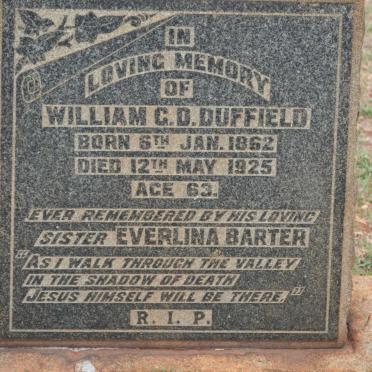 IN
LOVING MEMORY
OF
WILLIAM C.D. DUFFIELD
BORN 6TH JAN. 1862
DIED 12TH MAY 1925
AGE 63.
EVER REMEMBERED BY HIS LOVING
SISTER EVERLINA BARTER
"AS I WALK THROUGH THE VALLEY
IN THE SHADOW OF DEATH
JESUS HIMSELF WILL BE THERE."
R. I. P.